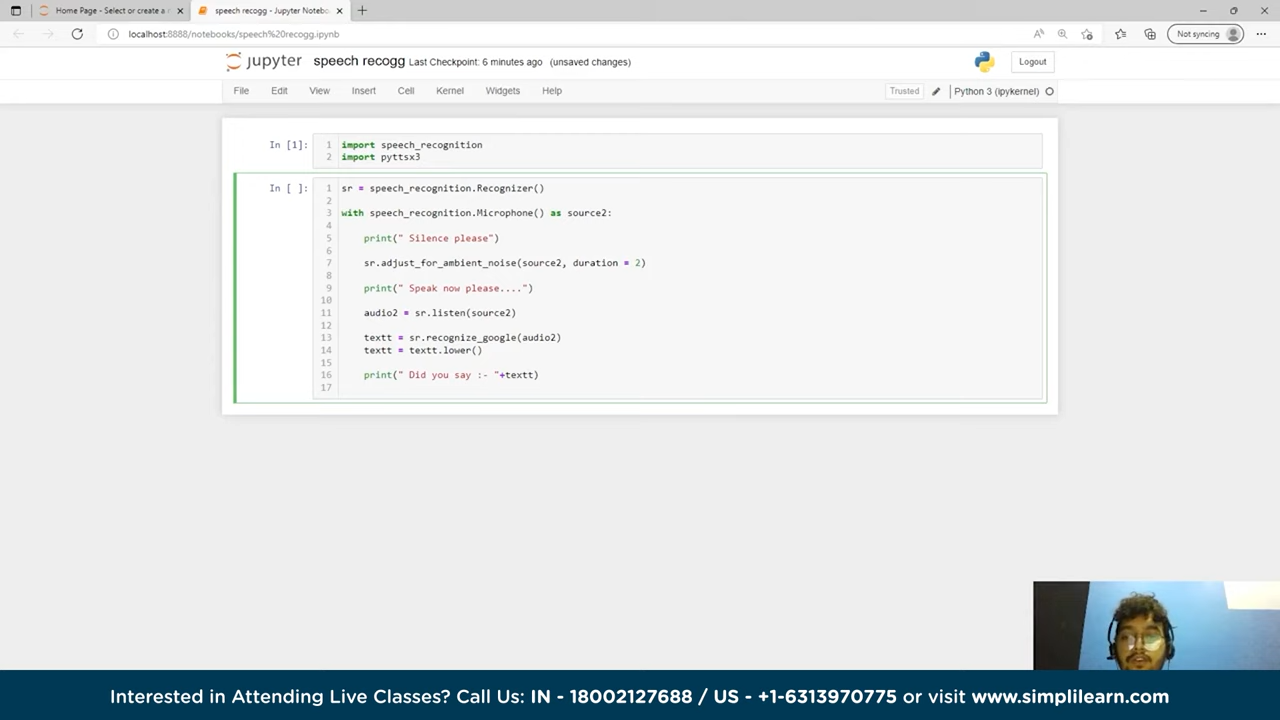 Home Page - Select or create a n
speech recogg - Jupyter Notebo
localhost:8888/notebooks/speech%20recogg.ipynb
Not syncing
jupyter speech recogg Last Checkpoint: 6 minutes ago (unsaved changes)
Logout
File Edit View Insert Cell Kernel Widgets Help
Trusted
Python 3 (ipykernel)
In [1]:
1 import speech_recognition
2 import pyttsx3
In [ ]:
1 sr = speech_recognition.Recognizer()
2
3 with speech_recognition.Microphone() as source2:
4
5 print(" Silence please")
6
7 sr.adjust_for_ambient_noise(source2, duration = 2)
8
9 print(" Speak now please....")
10
11 audio2 = sr.listen(source2)
12
13 textt = sr.recognize_google(audio2)
14 textt = textt.lower()
15
16 print(" Did you say :- "+textt)
17
Interested in Attending Live Classes? Call Us: IN - 18002127688 / US - +1-6313970775 or visit www.simplilearn.com